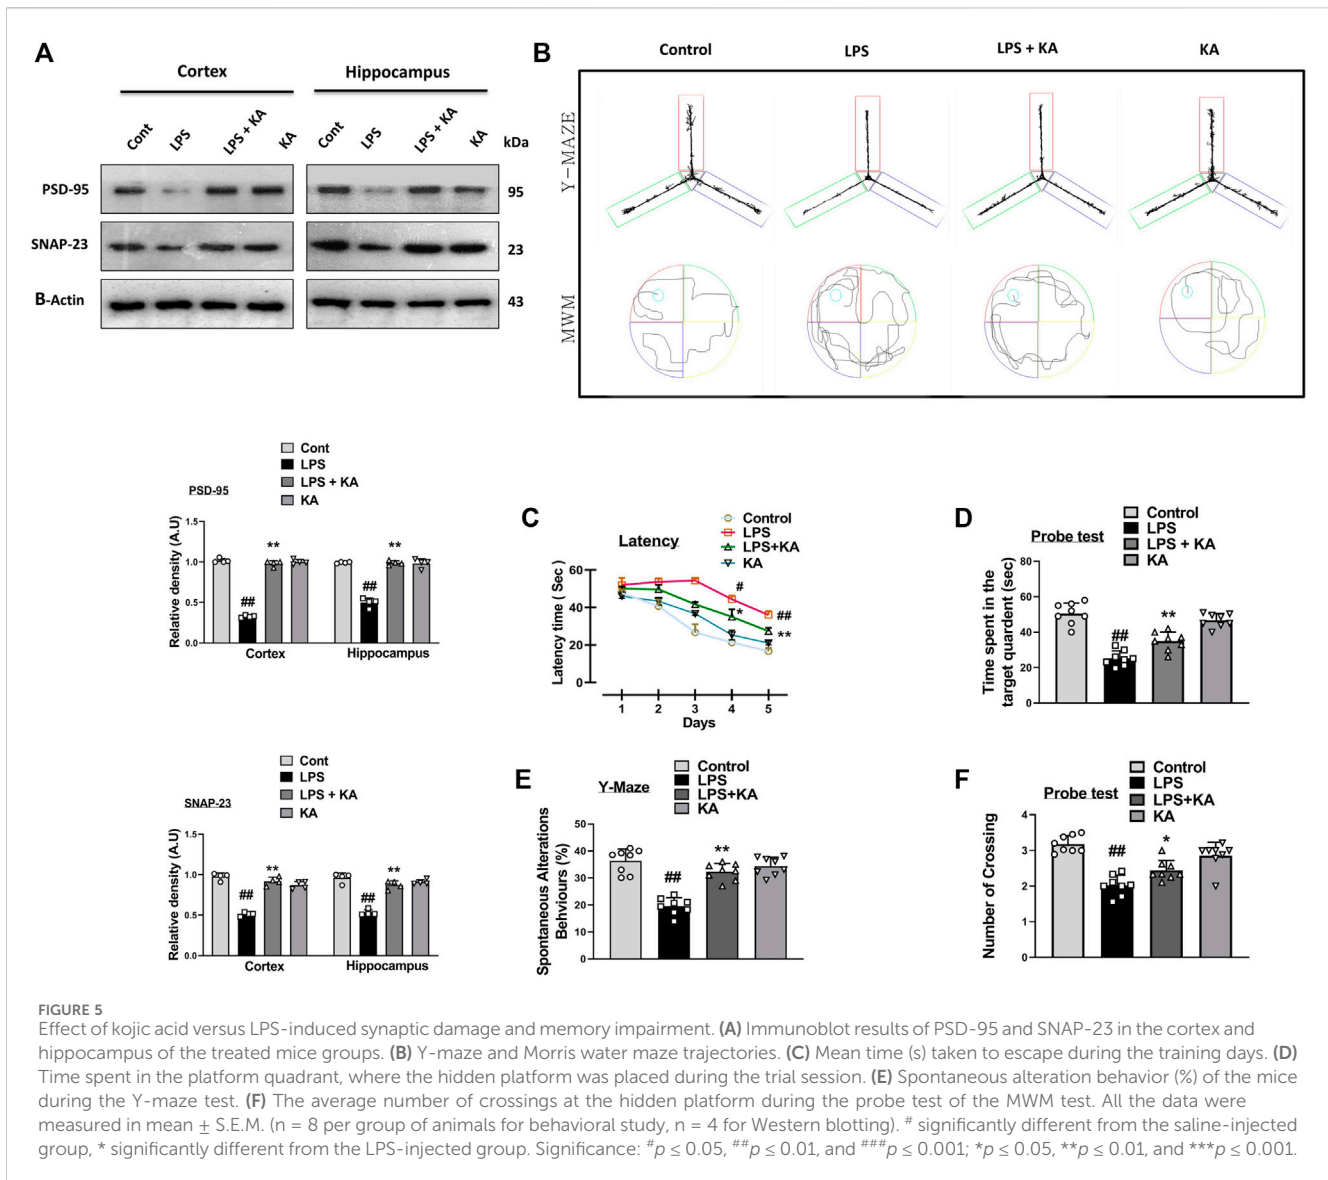 A
Cortex
Hippocampus
Cont
LPS
LPS + KA
KA
Cont
LPS
LPS + KA
KA
kDa
PSD-95
95
SNAP-23
23
B-Actin
43
B
Control
LPS
LPS + KA
KA
Y-MAZE
MWM
Cont
LPS
LPS + KA
KA
PSD-95
Relative density (A.U)
1.5
1.0
0.5
0.0
##
**
##
**
Cortex
Hippocampus
Cont
LPS
LPS + KA
KA
SNAP-23
Relative density (A.U)
1.5
1.0
0.5
0.0
##
**
##
**
Cortex
Hippocampus
C
Latency
Control
LPS
LPS+KA
KA
Latency time ( Sec )
60
40
20
0
#
*
##
**
1
2
3
4
5
Days
D
Probe test
Control
LPS
LPS + KA
KA
Time spent in the
target quardent (sec)
80
60
40
20
0
##
**
E
Y-Maze
Control
LPS
LPS+KA
KA
Spontaneous Alterations
Behviours (%)
50
40
30
20
10
0
##
**
F
Probe test
Control
LPS
LPS+KA
KA
Number of Crossing
4
3
2
1
0
##
*
FIGURE 5
Effect of kojic acid versus LPS-induced synaptic damage and memory impairment. (A) Immunoblot results of PSD-95 and SNAP-23 in the cortex and
hippocampus of the treated mice groups. (B) Y-maze and Morris water maze trajectories. (C) Mean time (s) taken to escape during the training days. (D)
Time spent in the platform quadrant, where the hidden platform was placed during the trial session. (E) Spontaneous alteration behavior (%) of the mice
during the Y-maze test. (F) The average number of crossings at the hidden platform during the probe test of the MWM test. All the data were
measured in mean ± S.E.M. (n = 8 per group of animals for behavioral study, n = 4 for Western blotting). # significantly different from the saline-injected
group, * significantly different from the LPS-injected group. Significance: #p ≤ 0.05, ##p ≤ 0.01, and ###p ≤ 0.001; *p ≤ 0.05, **p ≤ 0.01, and ***p ≤ 0.001.